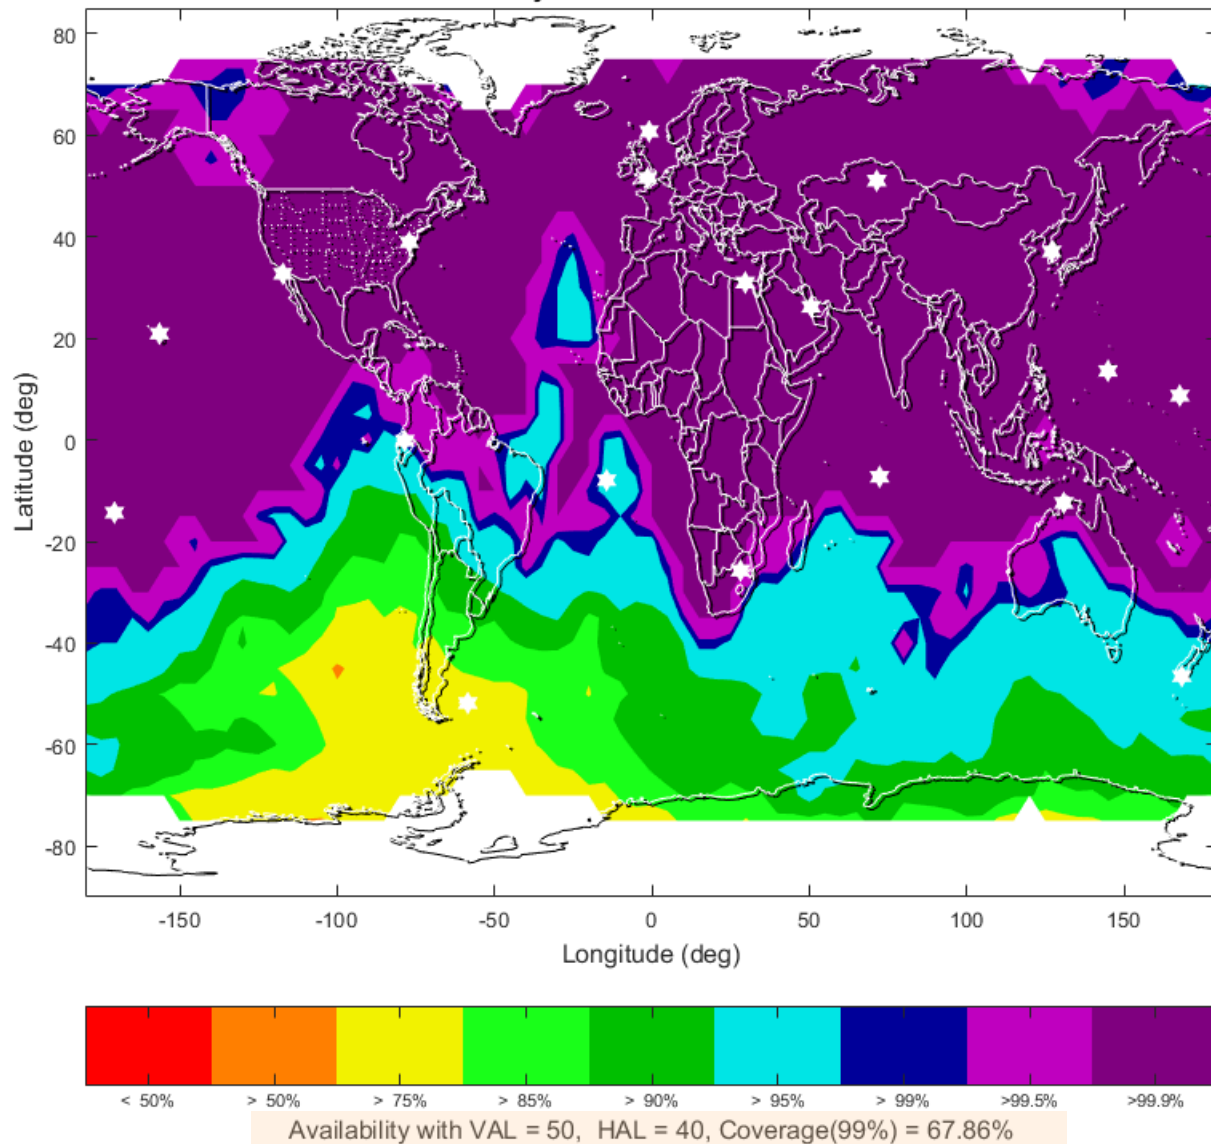 80
60
40
20
0
-20
-40
-60
-80
Latitude (deg)
-150 -100 -50 0 50 100 150
Longitude (deg)
< 50% > 50% > 75% > 85% > 90% > 95% > 99% >99.5% >99.9%
Availability with VAL = 50, HAL = 40, Coverage(99%) = 67.86%